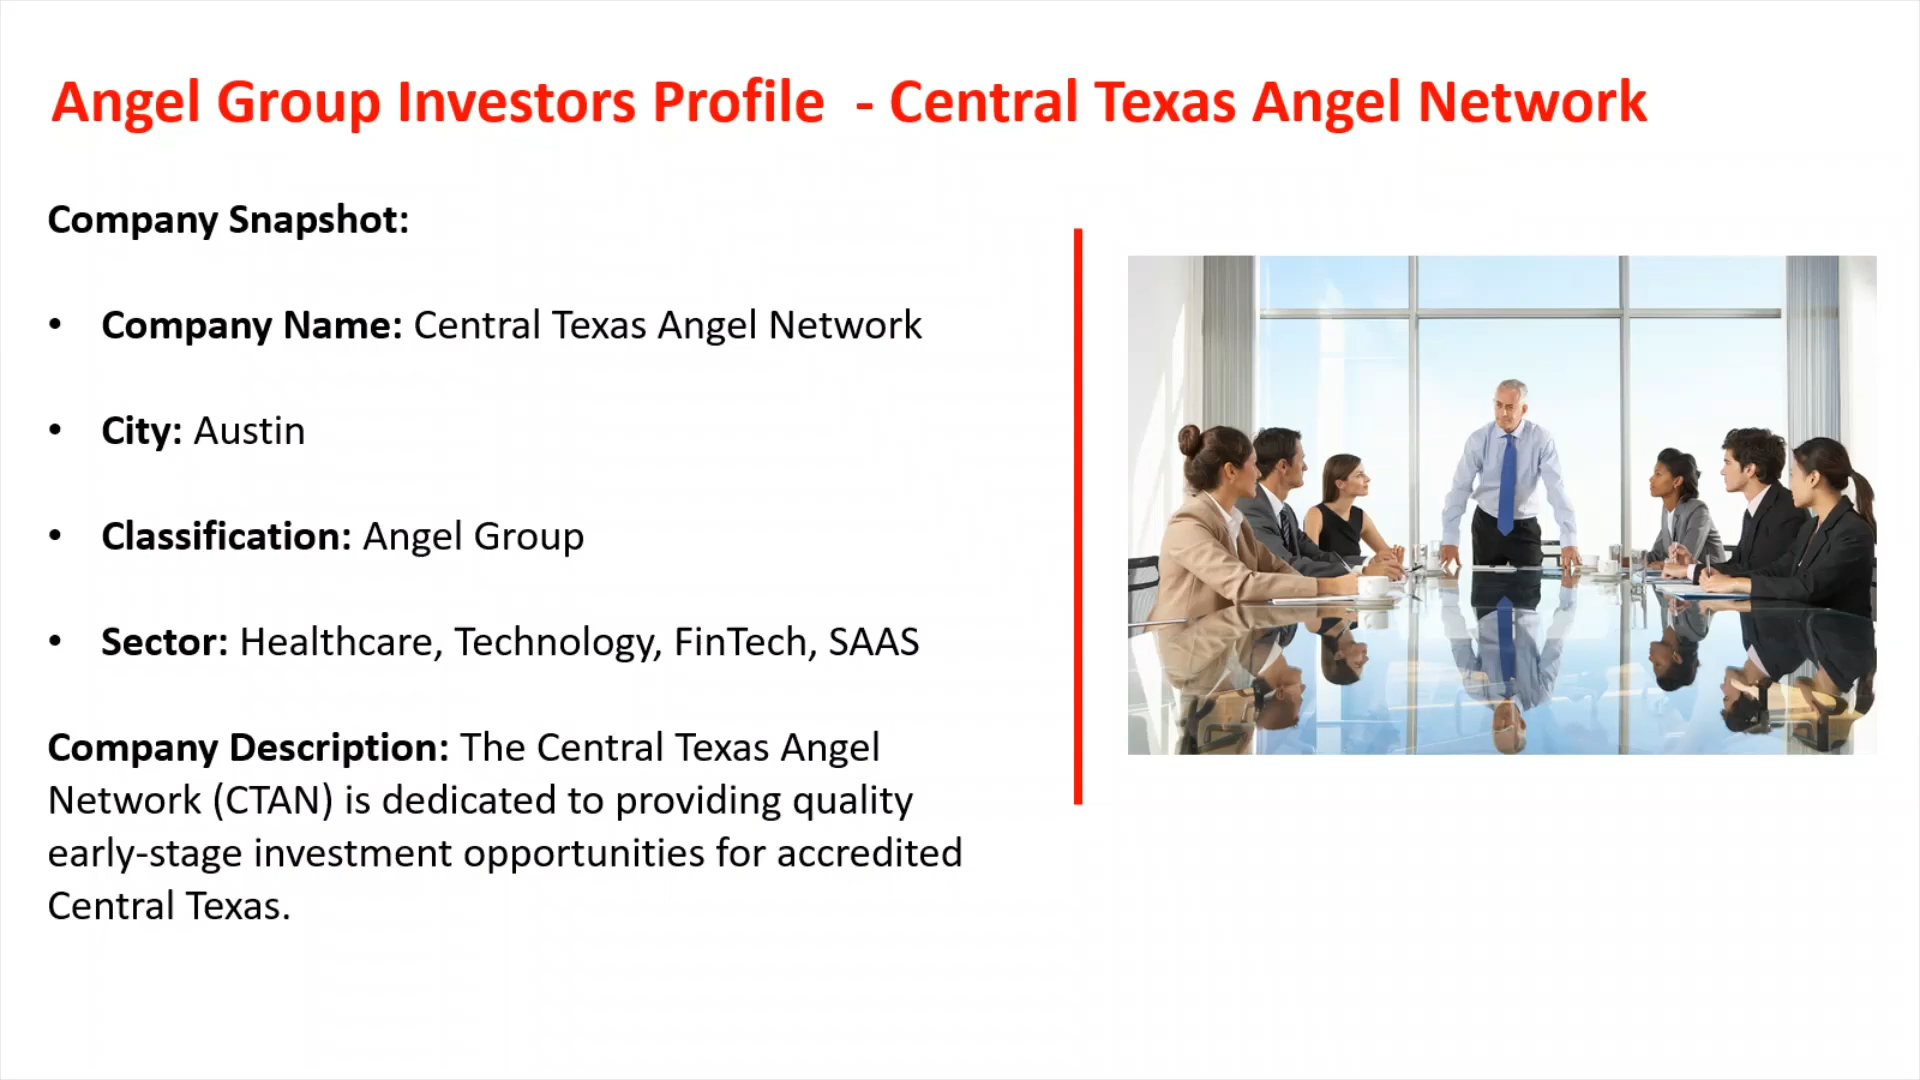 Angel Group Investors Profile  - Central Texas Angel Network
Company Snapshot:
• Company Name: Central Texas Angel Network
• City: Austin
• Classification: Angel Group
• Sector: Healthcare, Technology, FinTech, SAAS
Company Description: The Central Texas Angel
Network (CTAN) is dedicated to providing quality
early-stage investment opportunities for accredited
Central Texas.